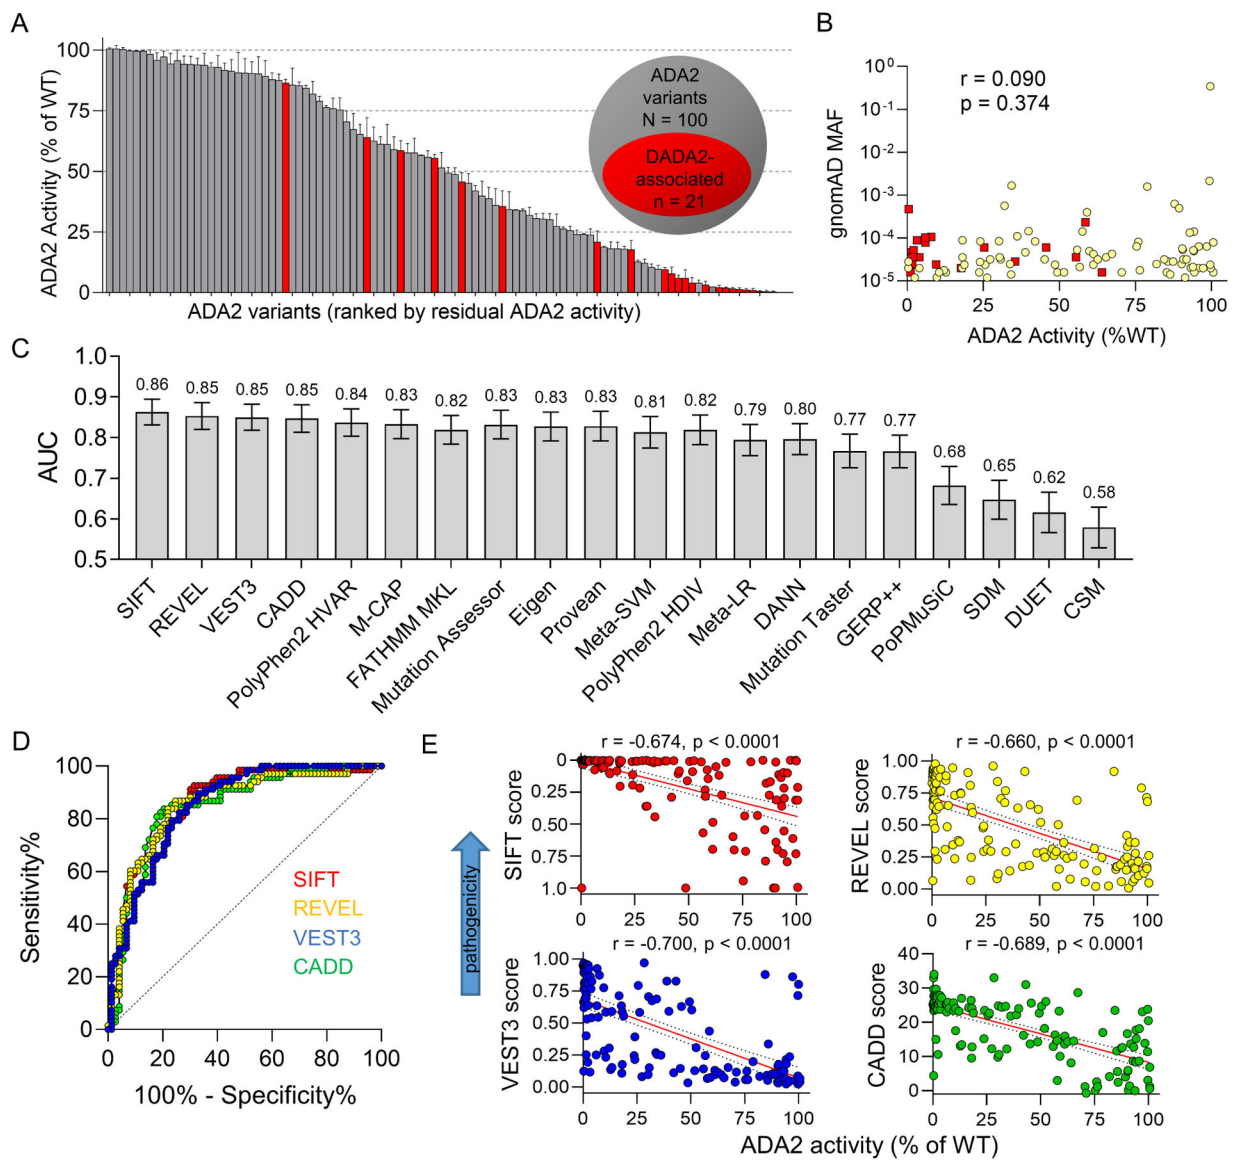 A
100
75
50
25
0
ADA2 Activity (% of WT)
ADA2 variants (ranked by residual ADA2 activity)
ADA2
variants
N = 100
DADA2-
associated
n = 21
B
r = 0.090
p = 0.374
10^0
10^-1
10^-2
10^-3
10^-4
10^-5
gnomAD MAF
0 25 50 75 100
ADA2 Activity (%WT)
C
1.0
0.9
0.8
0.7
0.6
0.5
AUC
0.86 0.85 0.85 0.85 0.84 0.83 0.82 0.83 0.83 0.83 0.81 0.82 0.79 0.80 0.77 0.77 0.68 0.65 0.62 0.58
SIFT
REVEL
VEST3
CADD
PolyPhen2 HVAR
M-CAP
FATHMM MKL
Mutation Assessor
Eigen
Provean
Meta-SVM
PolyPhen2 HDIV
Meta-LR
DANN
Mutation Taster
GERP++
PoPMuSiC
SDM
DUET
CSM
D
100
80
60
40
20
0
Sensitivity%
SIFT
REVEL
VEST3
CADD
0 20 40 60 80 100
100% - Specificity%
E
pathogenicity
r = -0.674, p < 0.0001
0
0.25
0.50
0.75
1.0
SIFT score
0 25 50 75 100
r = -0.660, p < 0.0001
1.00
0.75
0.50
0.25
0.00
REVEL score
0 25 50 75 100
r = -0.700, p < 0.0001
1.00
0.75
0.50
0.25
0.00
VEST3 score
0 25 50 75 100
r = -0.689, p < 0.0001
40
30
20
10
0
CADD score
0 25 50 75 100
ADA2 activity (% of WT)